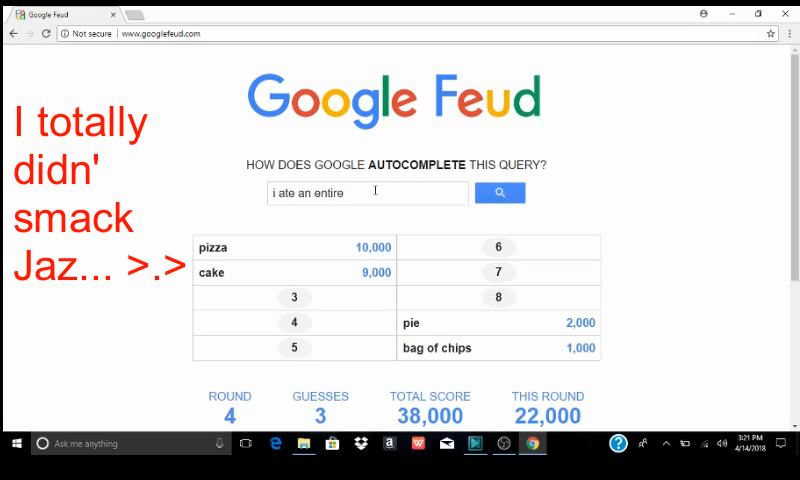 Google Feud
Not secure | www.googlefeud.com
I totally
didn'
smack
Jaz... >.>
Google Feud
HOW DOES GOOGLE AUTOCOMPLETE THIS QUERY?
i ate an entire
pizza 10,000 6
cake 9,000 7
3 8
4 pie 2,000
5 bag of chips 1,000
ROUND GUESSES TOTAL SCORE THIS ROUND
4 3 38,000 22,000
Ask me anything
3:21 PM
4/14/2018